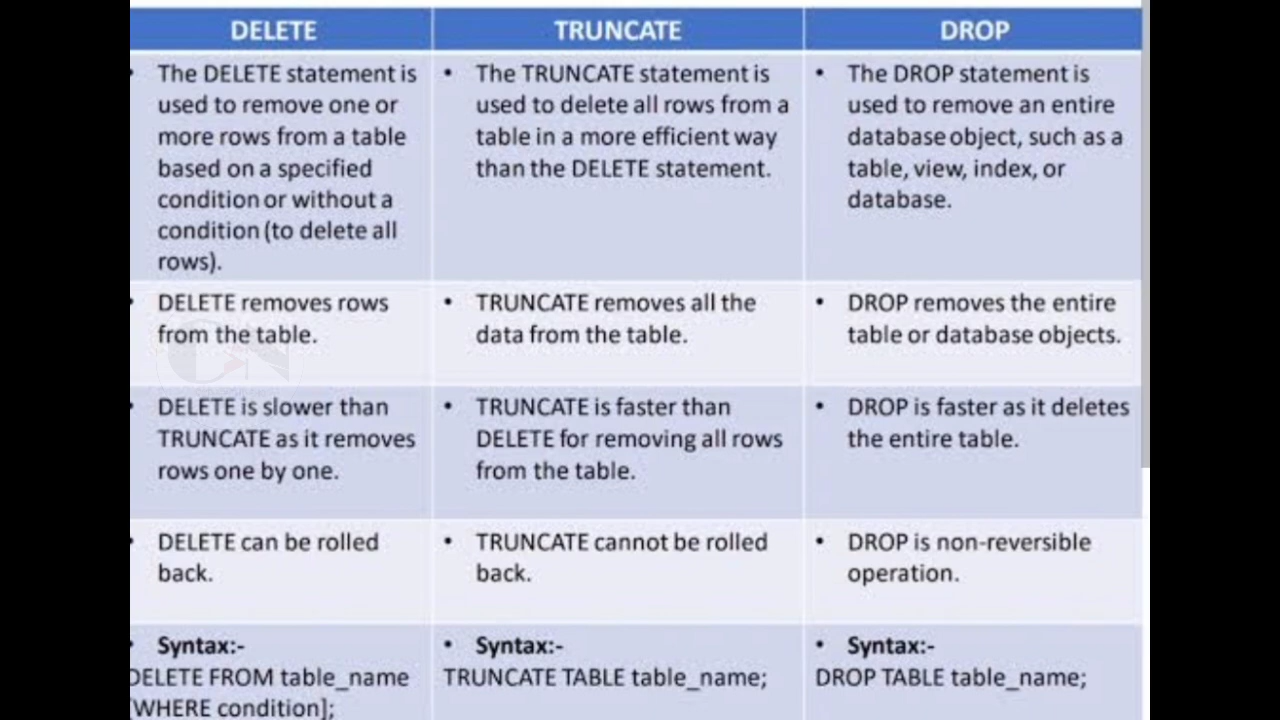 DELETE
TRUNCATE
DROP
• The DELETE statement is
used to remove one or
more rows from a table
based on a specified
condition or without a
condition (to delete all
rows).
• The TRUNCATE statement is
used to delete all rows from a
table in a more efficient way
than the DELETE statement.
• The DROP statement is
used to remove an entire
database object, such as a
table, view, index, or
database.
• DELETE removes rows
from the table.
• TRUNCATE removes all the
data from the table.
• DROP removes the entire
table or database objects.
• DELETE is slower than
TRUNCATE as it removes
rows one by one.
• TRUNCATE is faster than
DELETE for removing all rows
from the table.
• DROP is faster as it deletes
the entire table.
• DELETE can be rolled
back.
• TRUNCATE cannot be rolled
back.
• DROP is non-reversible
operation.
• Syntax:-
DELETE FROM table_name
[WHERE condition];
• Syntax:-
TRUNCATE TABLE table_name;
• Syntax:-
DROP TABLE table_name;